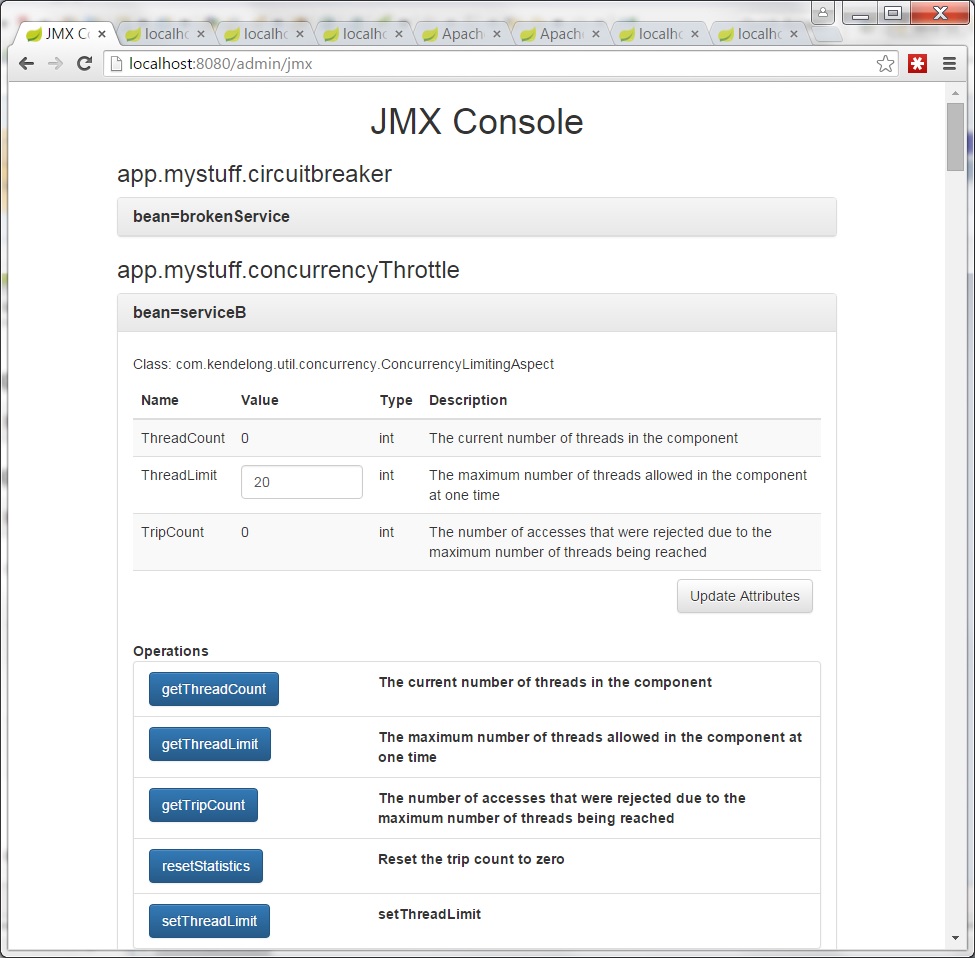 JMX C
localh
localh
localh
Apach
Apach
localh
localh
localhost:8080/admin/jmx
JMX Console
app.mystuff.circuitbreaker
bean=brokenService
app.mystuff.concurrencyThrottle
bean=serviceB
Class: com.kendelong.util.concurrency.ConcurrencyLimitingAspect
Name Value Type Description
ThreadCount 0 int The current number of threads in the component
ThreadLimit 20 int The maximum number of threads allowed in the component
at one time
TripCount 0 int The number of accesses that were rejected due to the
maximum number of threads being reached
Update Attributes
Operations
getThreadCount The current number of threads in the component
getThreadLimit The maximum number of threads allowed in the component at
one time
getTripCount The number of accesses that were rejected due to the
maximum number of threads being reached
resetStatistics Reset the trip count to zero
setThreadLimit setThreadLimit